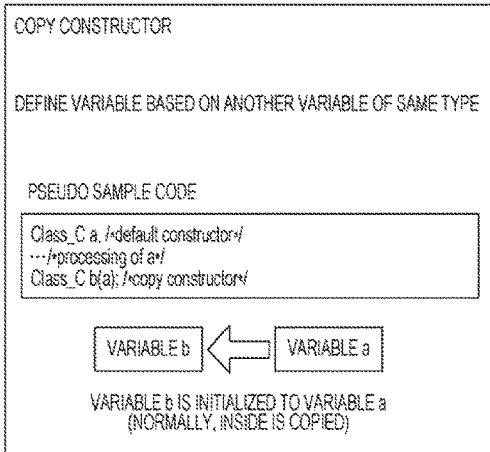 COPY CONSTRUCTOR
DEFINE VARIABLE BASED ON ANOTHER VARIABLE OF SAME TYPE
PSEUDO SAMPLE CODE
Class_C a, /*default constructor*/
···/*processing of a*/
Class_C b(a); /*copy constructor*/
VARIABLE b
VARIABLE a
VARIABLE b IS INITIALIZED TO VARIABLE a
(NORMALLY, INSIDE IS COPIED)